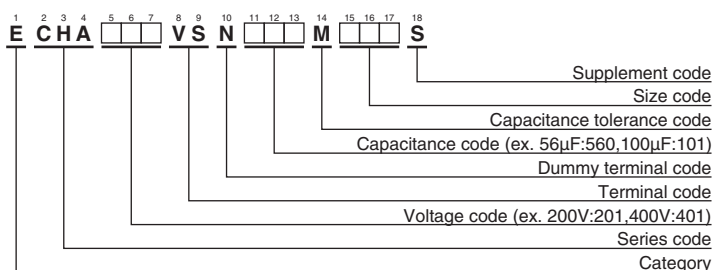 1 2 3 4 5 6 7 8 9 10 11 12 13 14 15 16 17 18
E CHA VS N M S
Supplement code
Size code
Capacitance tolerance code
Capacitance code (ex. 56μF:560,100μF:101)
Dummy terminal code
Terminal code
Voltage code (ex. 200V:201,400V:401)
Series code
Category